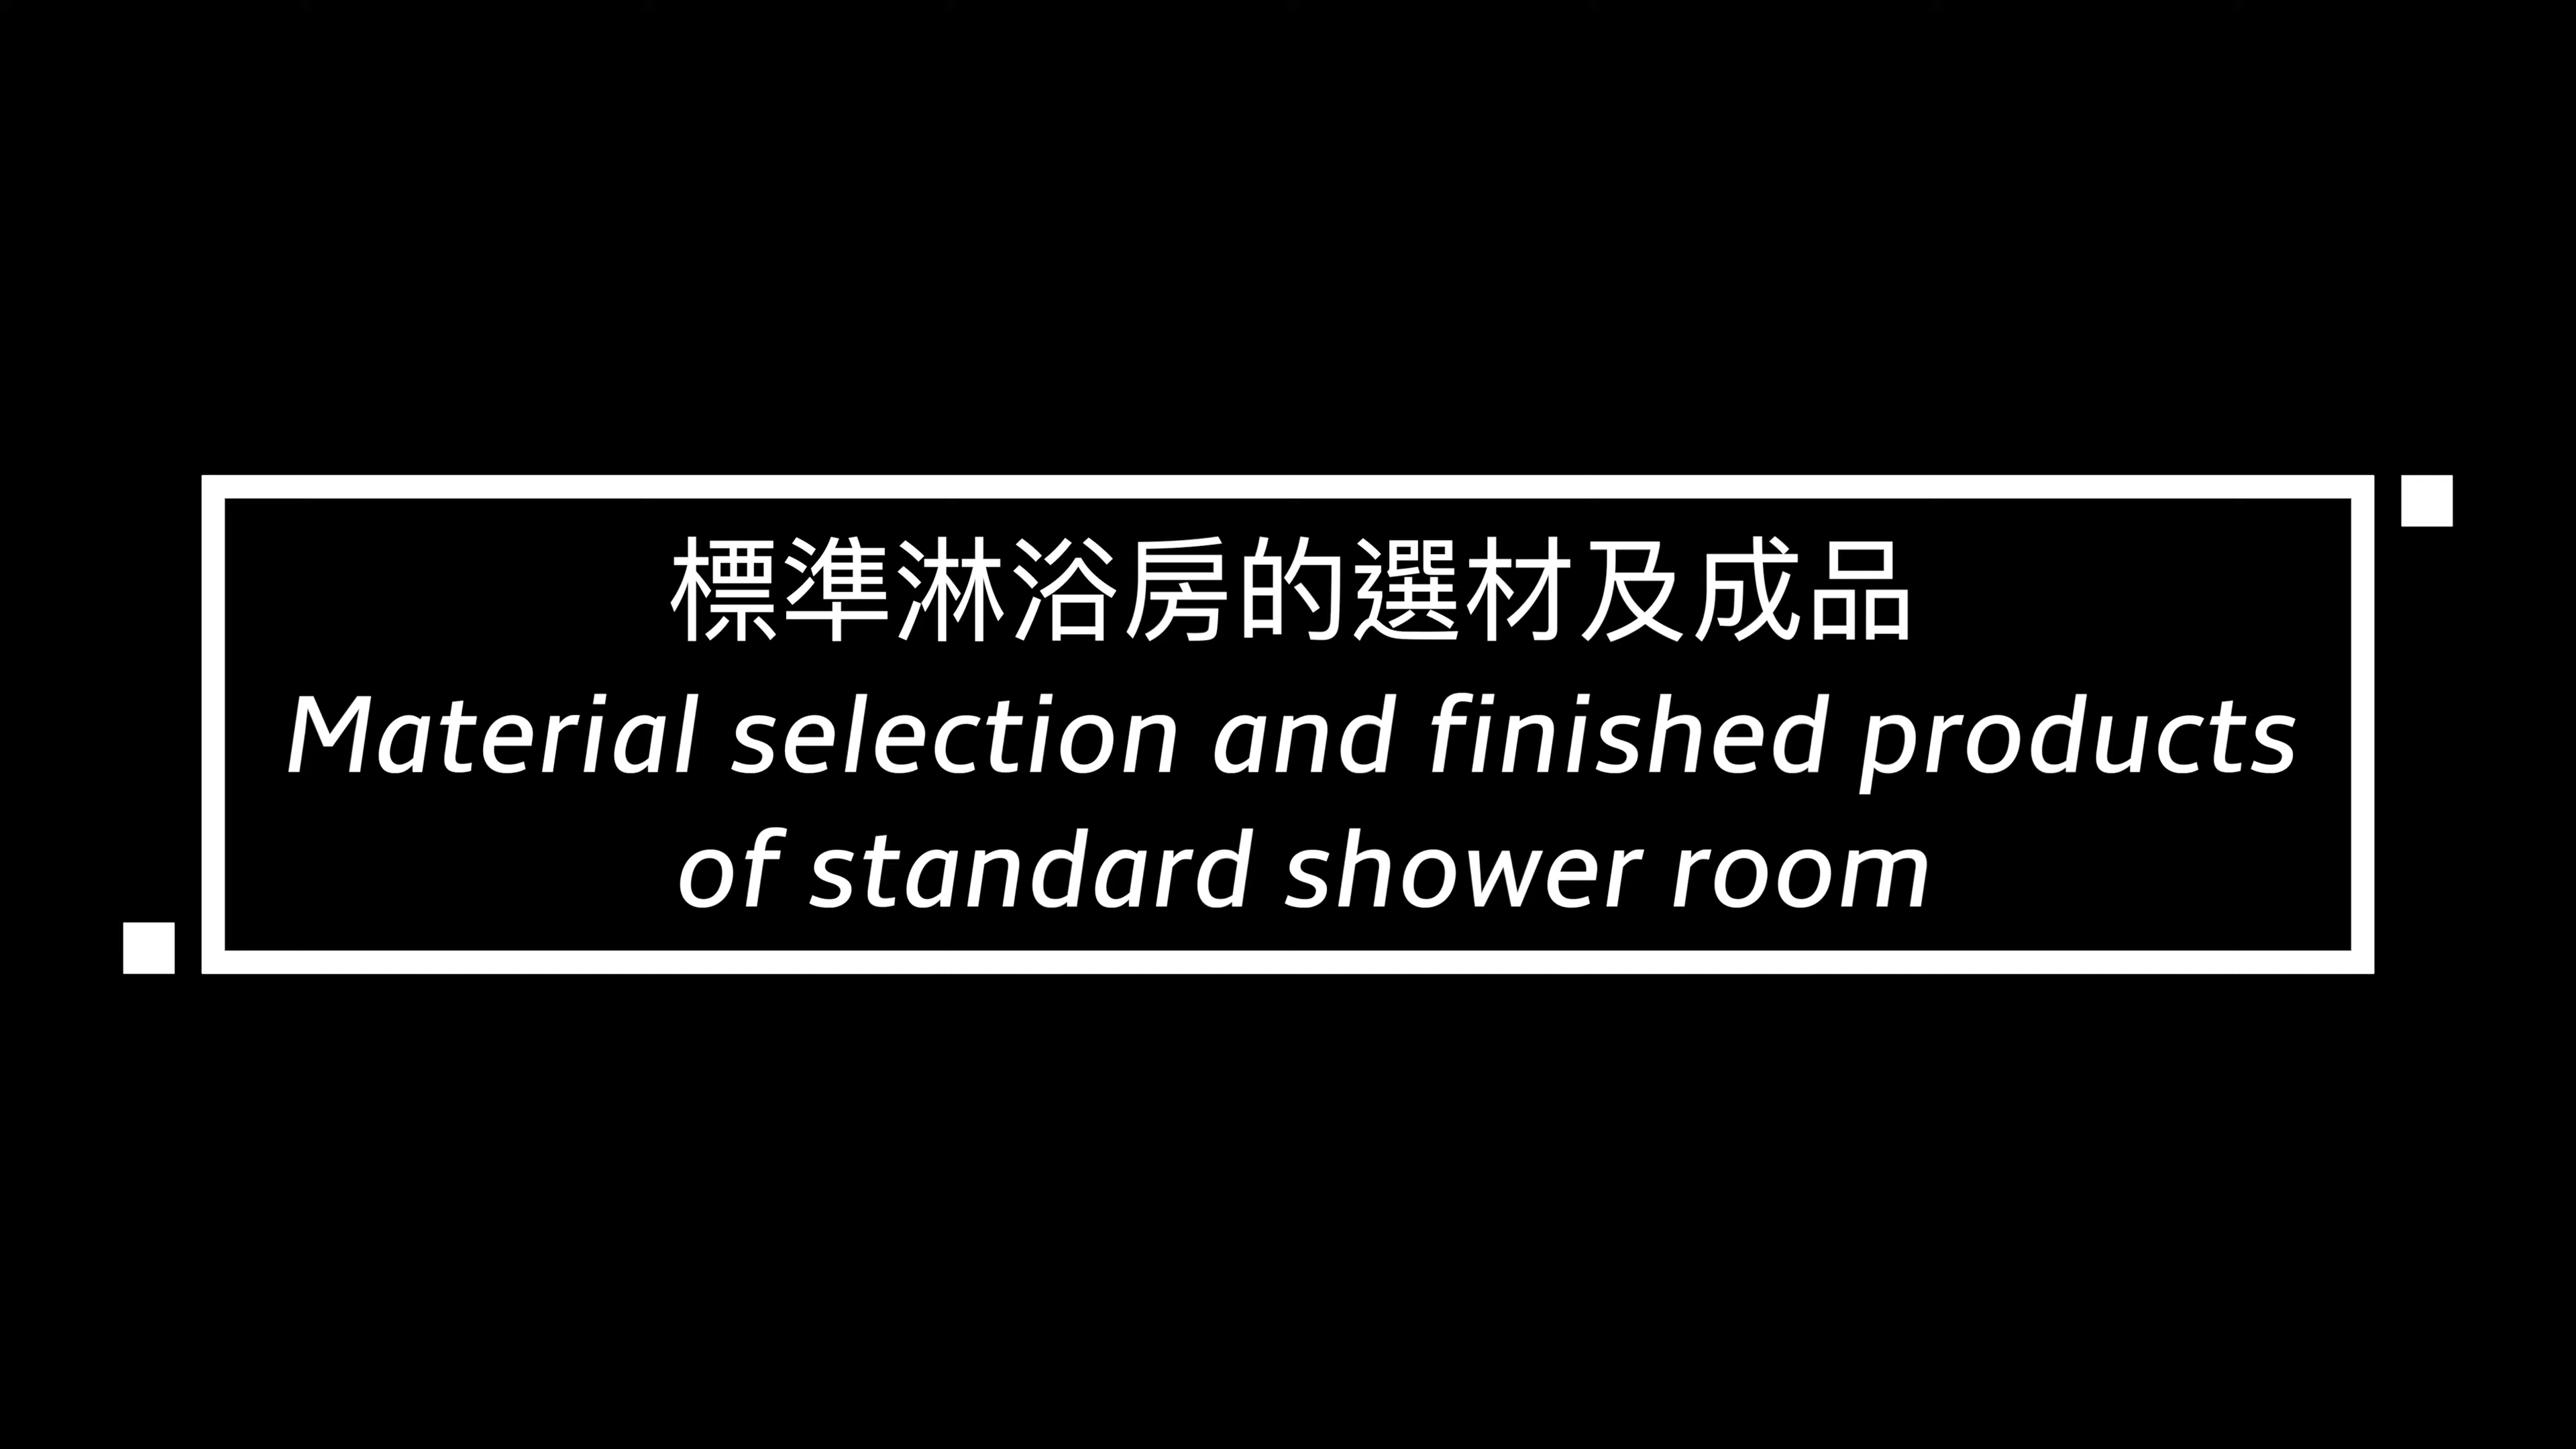 標準淋浴房的選材及成品
Material selection and finished products
of standard shower room